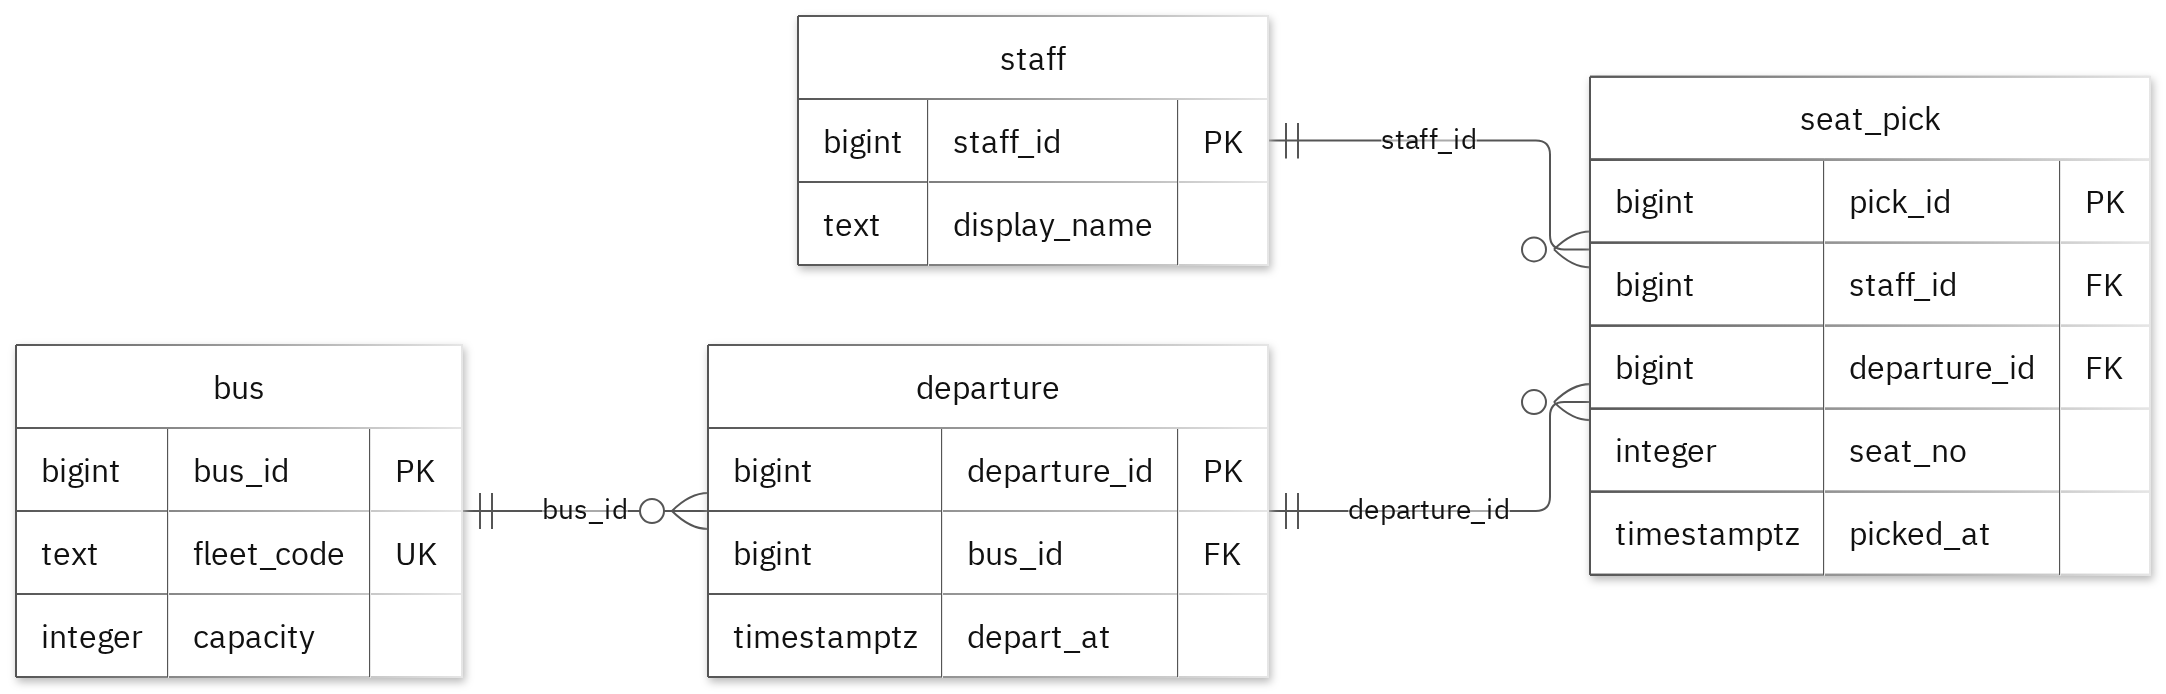 staff
bigint staff_id PK
text display_name
staff_id
seat_pick
bigint pick_id PK
bigint staff_id FK
bigint departure_id FK
integer seat_no
timestamptz picked_at
bus
bigint bus_id PK
text fleet_code UK
integer capacity
bus_id
departure
bigint departure_id PK
bigint bus_id FK
timestamptz depart_at
departure_id